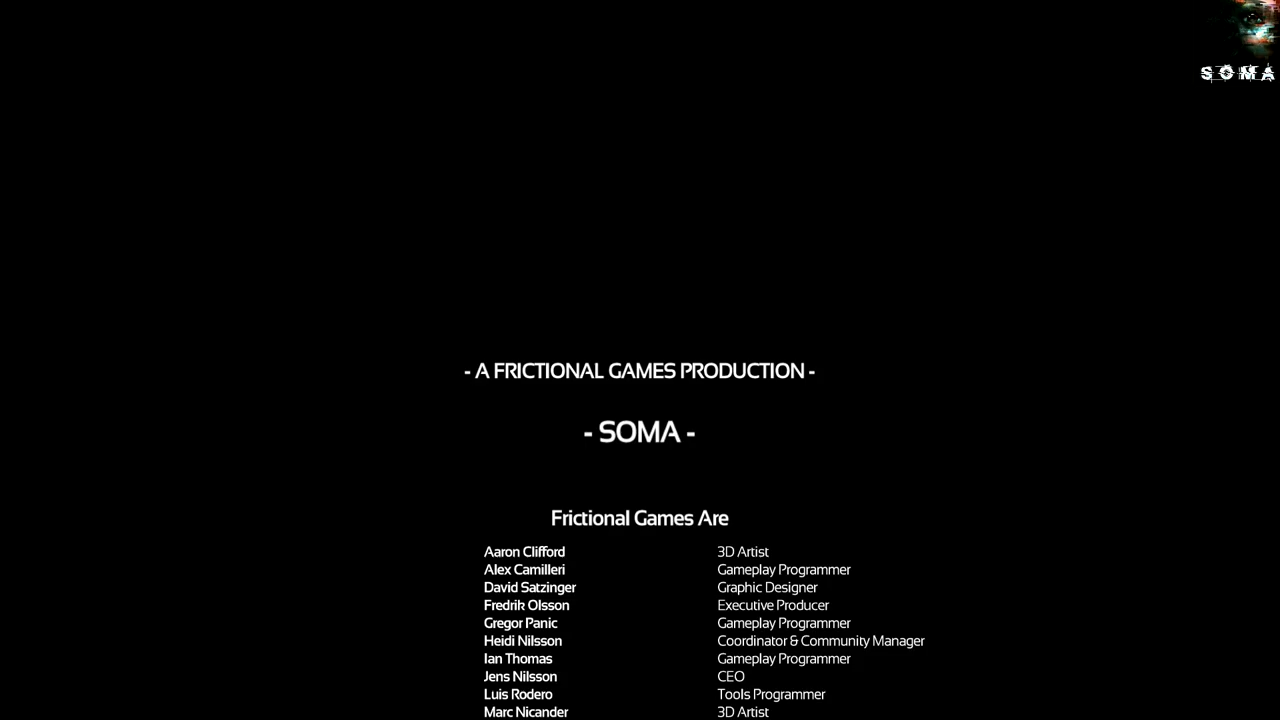 SOMA
- A FRICTIONAL GAMES PRODUCTION -
- SOMA -
Frictional Games Are
Aaron Clifford 3D Artist
Alex Camilleri Gameplay Programmer
David Satzinger Graphic Designer
Fredrik Olsson Executive Producer
Gregor Panic Gameplay Programmer
Heidi Nilsson Coordinator & Community Manager
Ian Thomas Gameplay Programmer
Jens Nilsson CEO
Luis Rodero Tools Programmer
Marc Nicander 3D Artist